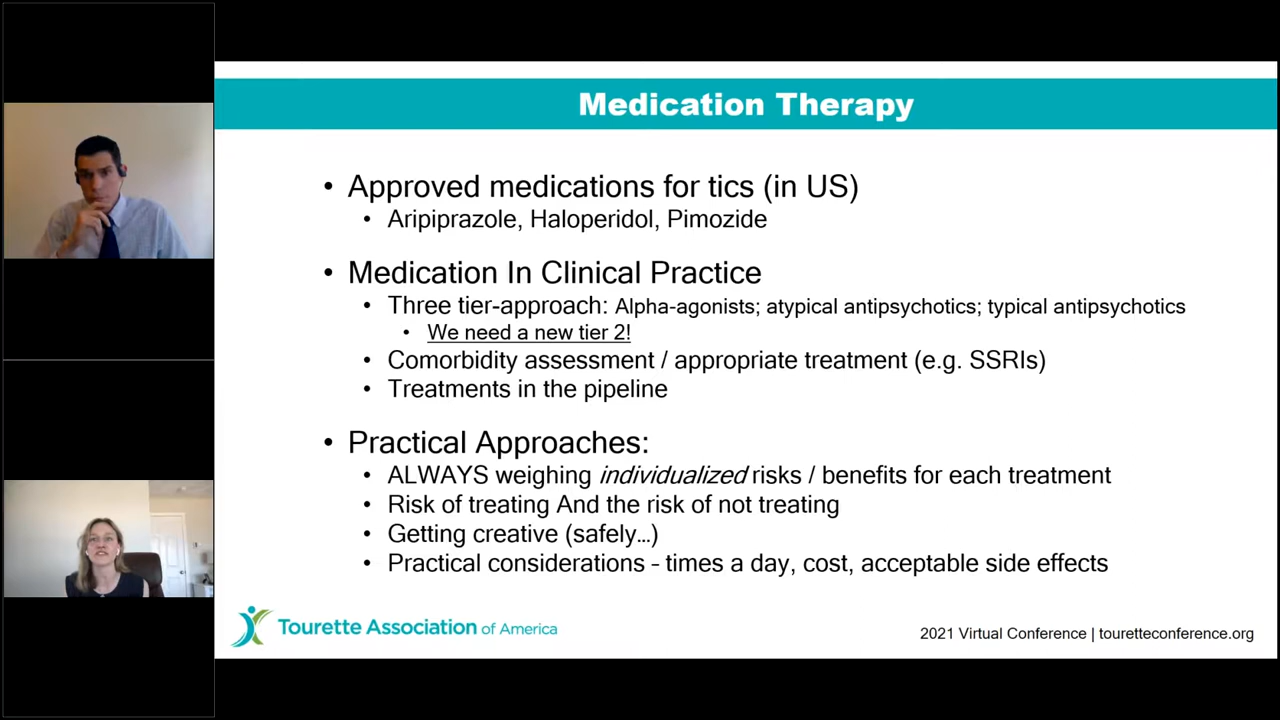 Medication Therapy
• Approved medications for tics (in US)
• Aripiprazole, Haloperidol, Pimozide
• Medication In Clinical Practice
• Three tier-approach: Alpha-agonists; atypical antipsychotics; typical antipsychotics
• We need a new tier 2!
• Comorbidity assessment / appropriate treatment (e.g. SSRIs)
• Treatments in the pipeline
• Practical Approaches:
• ALWAYS weighing individualized risks / benefits for each treatment
• Risk of treating And the risk of not treating
• Getting creative (safely…)
• Practical considerations - times a day, cost, acceptable side effects
Tourette Association of America
2021 Virtual Conference | touretteconference.org